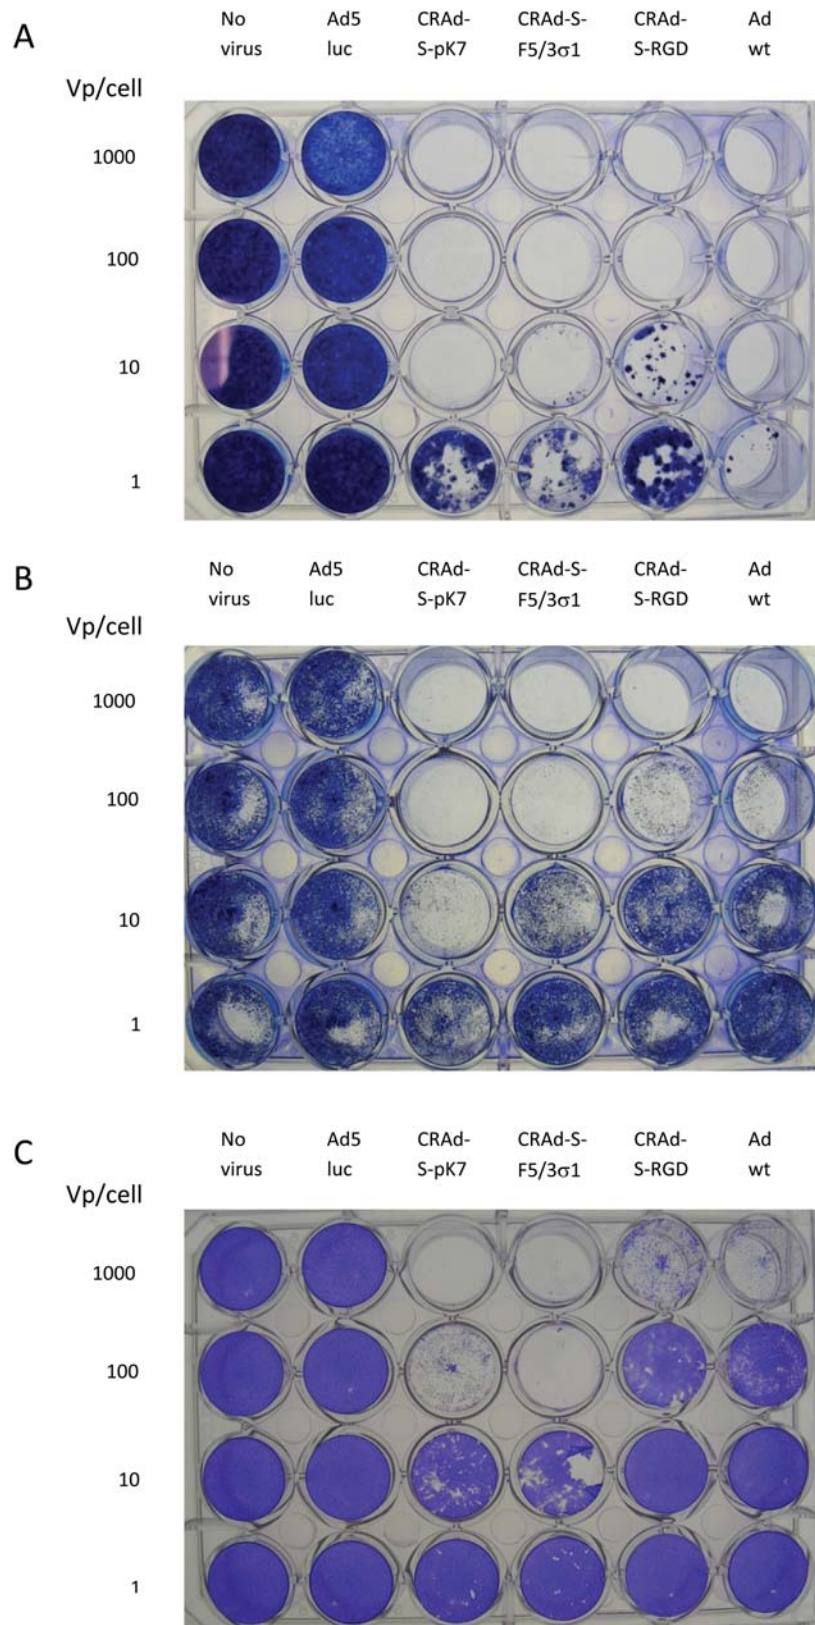 A
No Ad5 CRAd- CRAd-S- CRAd- Ad
virus luc S-pK7 F5/3σ1 S-RGD wt
Vp/cell
1000
100
10
1
B
No Ad5 CRAd- CRAd-S- CRAd- Ad
virus luc S-pK7 F5/3σ1 S-RGD wt
Vp/cell
1000
100
10
1
C
No Ad5 CRAd- CRAd-S- CRAd- Ad
virus luc S-pK7 F5/3σ1 S-RGD wt
Vp/cell
1000
100
10
1